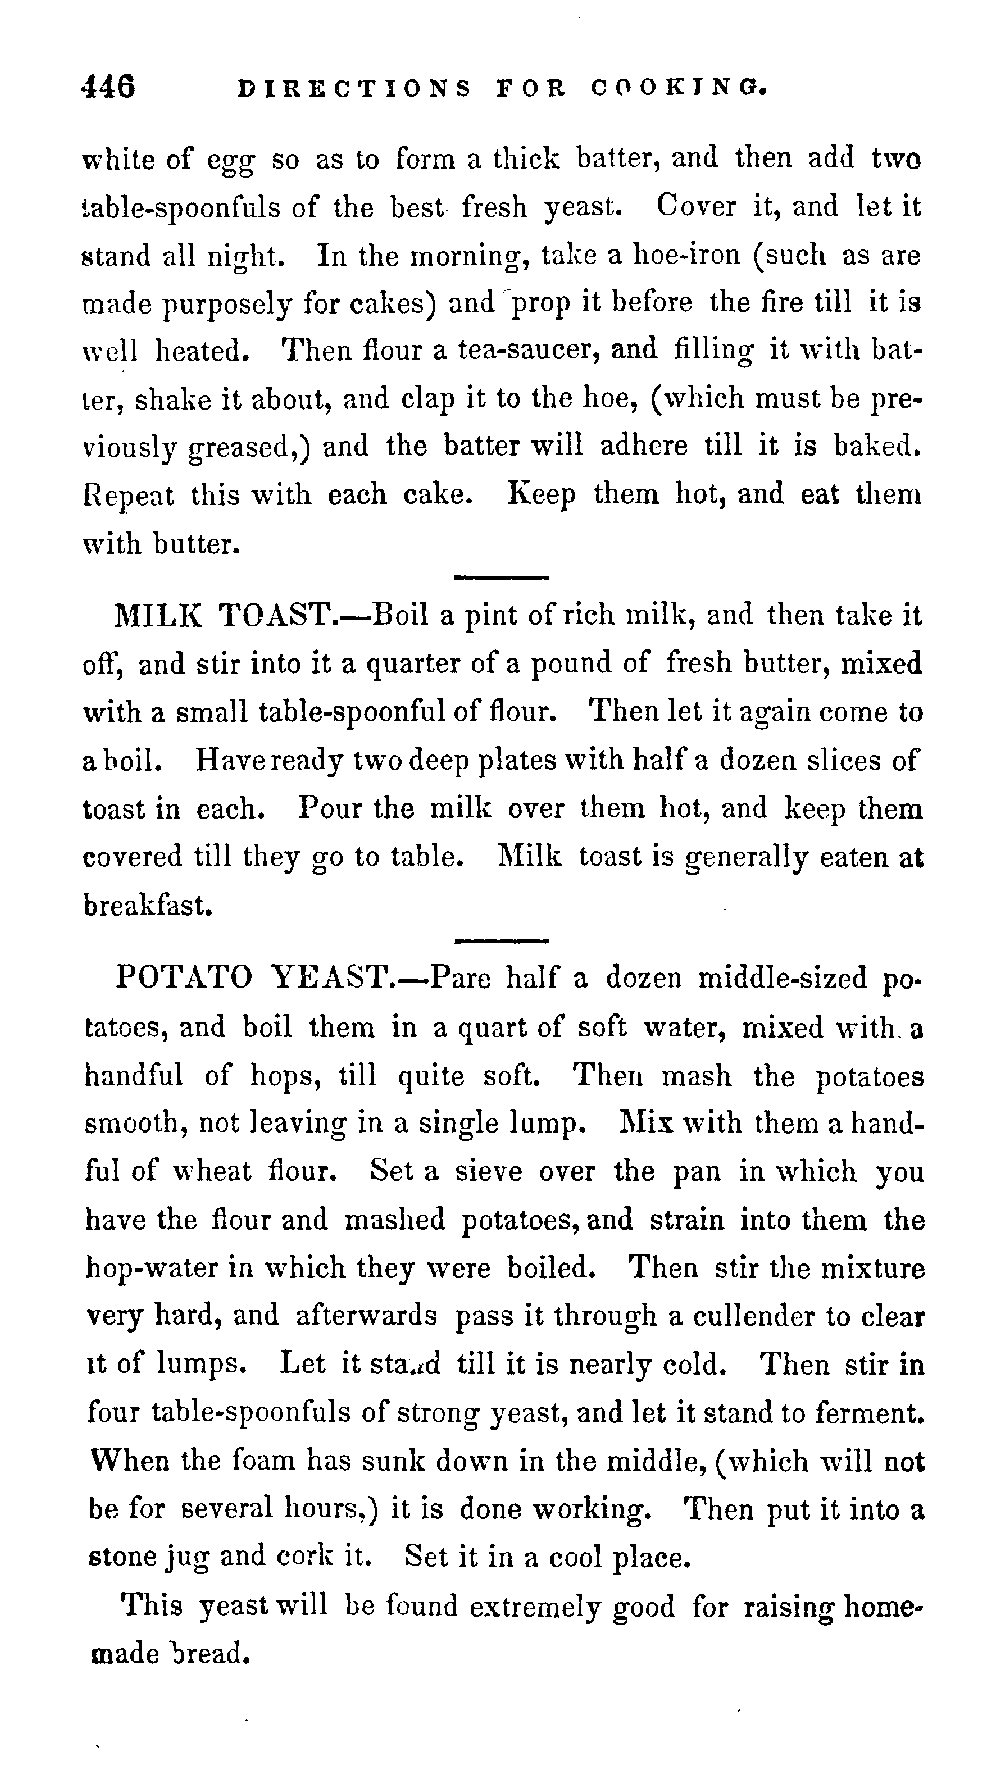 446 DIRECTIONS FOR COOKING.
white of egg so as to form a thick batter, and then add two
table-spoonfuls of the best fresh yeast. Cover it, and let it
stand all night. In the morning, take a hoe-iron (such as are
made purposely for cakes) and prop it before the fire till it is
well heated. Then flour a tea-saucer, and filling it with bat-
ter, shake it about, and clap it to the hoe, (which must be pre-
viously greased,) and the batter will adhere till it is baked.
Repeat this with each cake. Keep them hot, and eat them
with butter.
MILK TOAST.—Boil a pint of rich milk, and then take it
off, and stir into it a quarter of a pound of fresh butter, mixed
with a small table-spoonful of flour. Then let it again come to
a boil. Have ready two deep plates with half a dozen slices of
toast in each. Pour the milk over them hot, and keep them
covered till they go to table. Milk toast is generally eaten at
breakfast.
POTATO YEAST.—Pare half a dozen middle-sized po-
tatoes, and boil them in a quart of soft water, mixed with a
handful of hops, till quite soft. Then mash the potatoes
smooth, not leaving in a single lump. Mix with them a hand-
ful of wheat flour. Set a sieve over the pan in which you
have the flour and mashed potatoes, and strain into them the
hop-water in which they were boiled. Then stir the mixture
very hard, and afterwards pass it through a cullender to clear
it of lumps. Let it stand till it is nearly cold. Then stir in
four table-spoonfuls of strong yeast, and let it stand to ferment.
When the foam has sunk down in the middle, (which will not
be for several hours,) it is done working. Then put it into a
stone jug and cork it. Set it in a cool place.
This yeast will be found extremely good for raising home-
made bread.